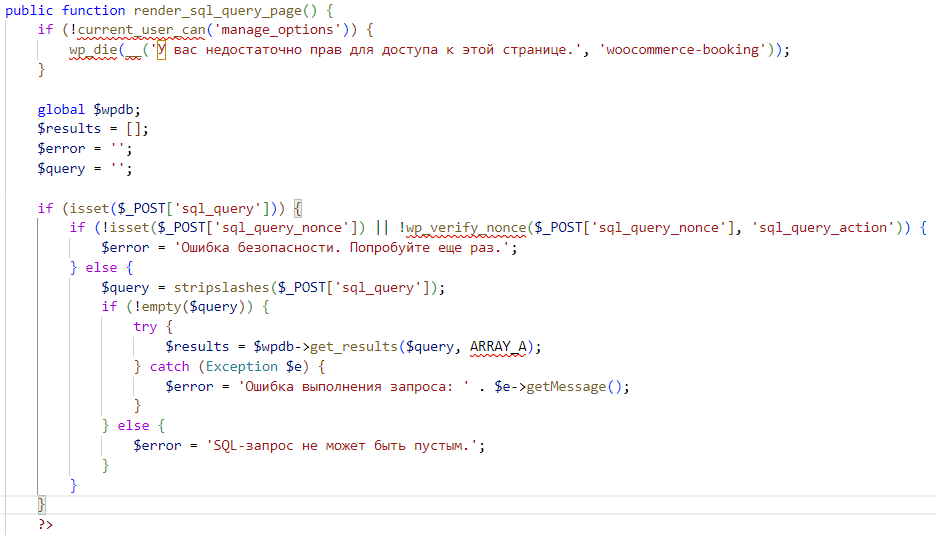 public function render_sql_query_page() {
    if (!current_user_can('manage_options')) {
        wp_die(__('У вас недостаточно прав для доступа к этой странице.', 'woocommerce-booking'));
    }

    global $wpdb;
    $results = [];
    $error = '';
    $query = '';

    if (isset($_POST['sql_query'])) {
        if (!isset($_POST['sql_query_nonce']) || !wp_verify_nonce($_POST['sql_query_nonce'], 'sql_query_action')) {
            $error = 'Ошибка безопасности. Попробуйте еще раз.';
        } else {
            $query = stripslashes($_POST['sql_query']);
            if (!empty($query)) {
                try {
                    $results = $wpdb->get_results($query, ARRAY_A);
                } catch (Exception $e) {
                    $error = 'Ошибка выполнения запроса: ' . $e->getMessage();
                }
            } else {
                $error = 'SQL-запрос не может быть пустым.';
            }
        }
    }
    ?>